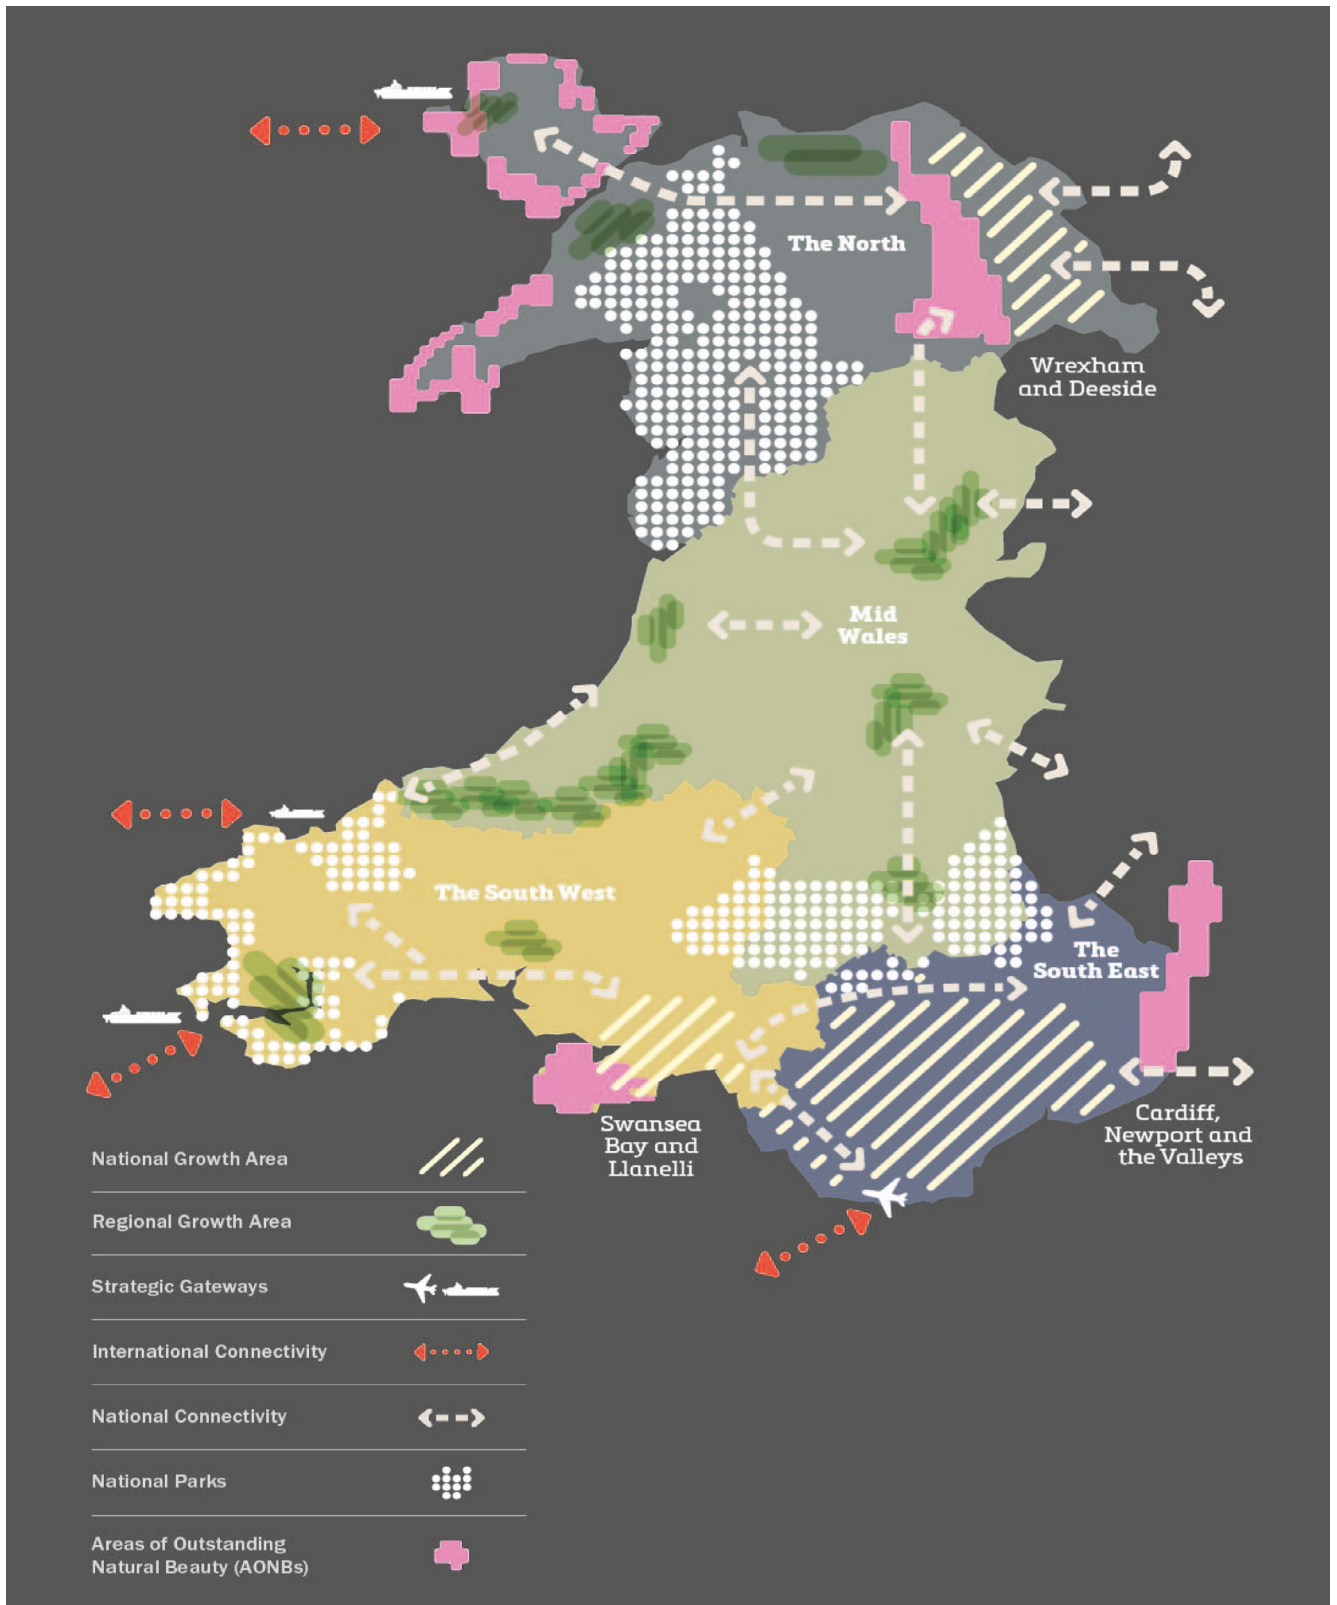 The North
Wrexham
and Deeside
Mid
Wales
The South West
The
South East
Swansea
Bay and
Llanelli
Cardiff,
Newport and
the Valleys
National Growth Area
Regional Growth Area
Strategic Gateways
International Connectivity
National Connectivity
National Parks
Areas of Outstanding
Natural Beauty (AONBs)